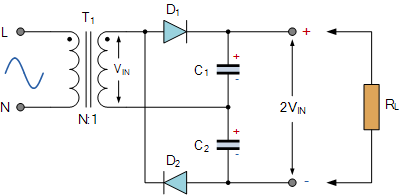 T1
D1
L
+
+
C1
-
VIN
2VIN
RL
N
N:1
+
C2
-
D2
-